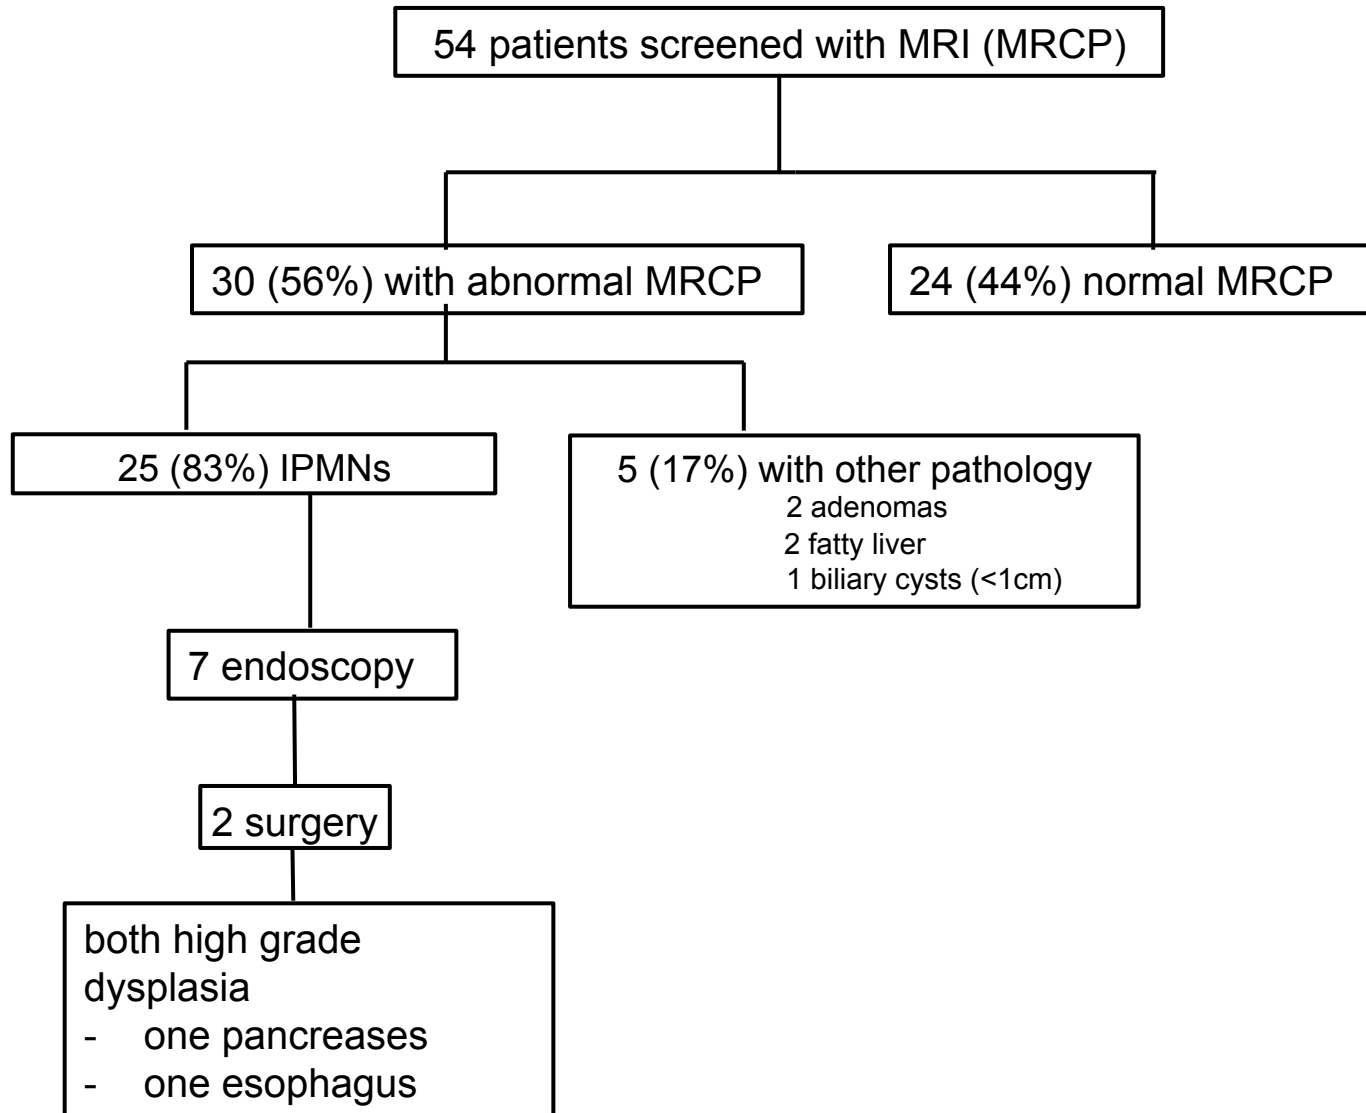 54 patients screened with MRI (MRCP)
30 (56%) with abnormal MRCP
24 (44%) normal MRCP
25 (83%) IPMNs
5 (17%) with other pathology
2 adenomas
2 fatty liver
1 biliary cysts (<1cm)
7 endoscopy
2 surgery
both high grade
dysplasia
- one pancreases
- one esophagus